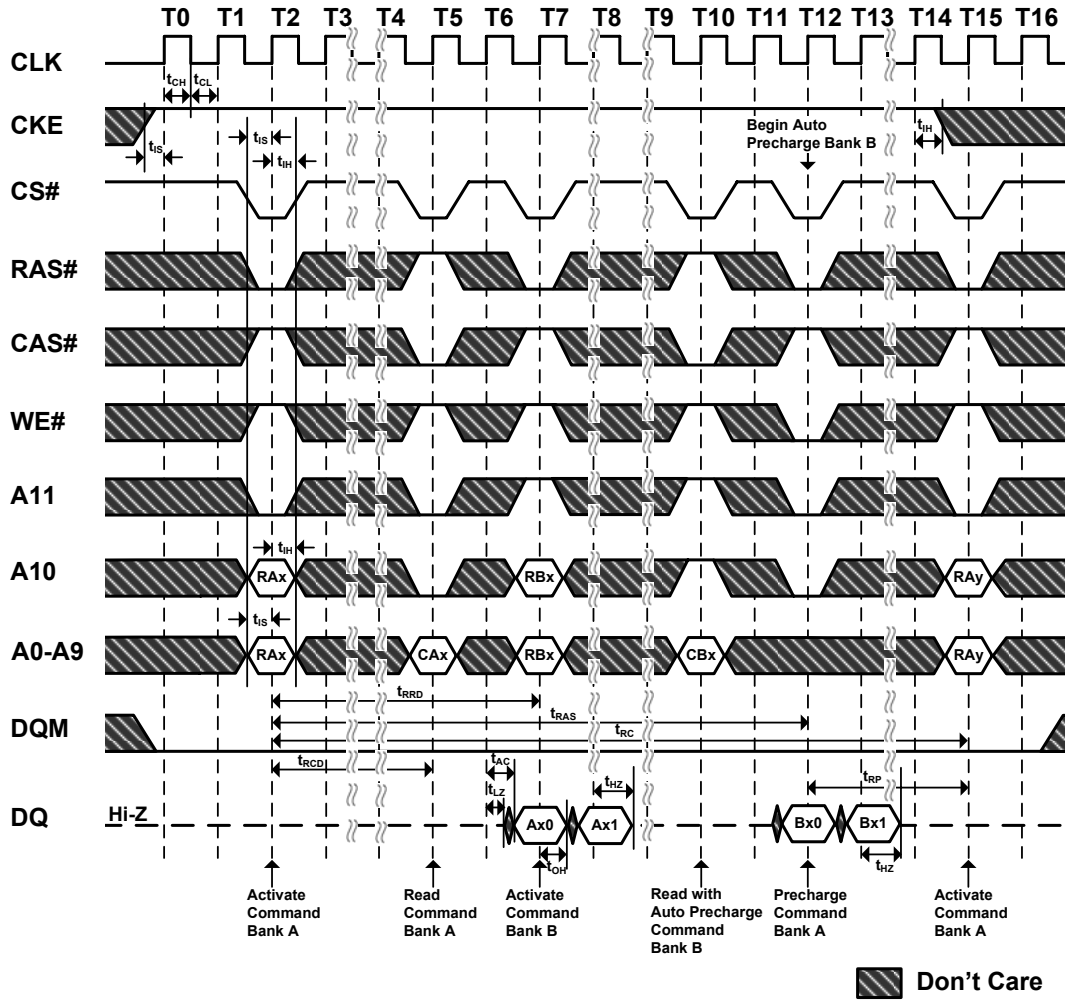 T0 T1 T2 T3 T4 T5 T6 T7 T8 T9 T10 T11 T12 T13 T14 T15 T16
CLK
tCH tCL
CKE
tIS
tIS
tIH
Begin Auto
Precharge Bank B
tIH
CS#
RAS#
CAS#
WE#
A11
A10
tIH
RAx RBx RAy
tIS
A0-A9
RAx CAx RBx CBx RAy
tRRD
tRAS
DQM
tRC
tRCD
tAC
tLZ
tHZ
tRP
DQ
Hi-Z
Ax0 Ax1 Bx0 Bx1
tOH
tHZ
Activate
Command
Bank A
Read
Command
Bank A
Activate
Command
Bank B
Read with
Auto Precharge
Command
Bank B
Precharge
Command
Bank A
Activate
Command
Bank A
Don't Care